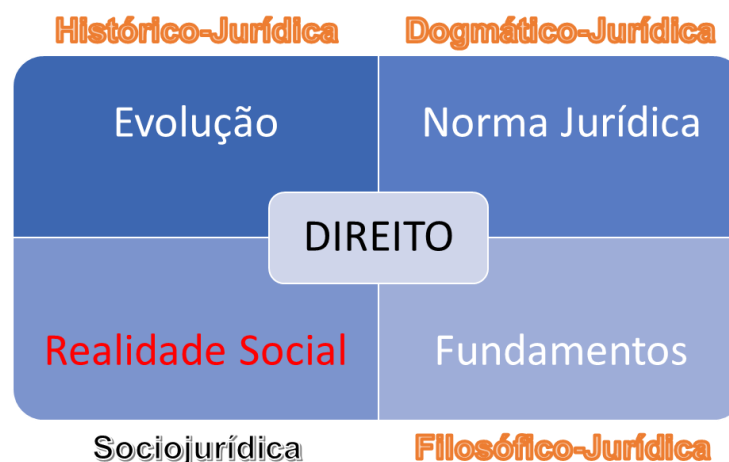 Histórico-Jurídica
Dogmático-Jurídica
Evolução
Norma Jurídica
DIREITO
Realidade Social
Fundamentos
Sociojurídica
Filosófico-Jurídica